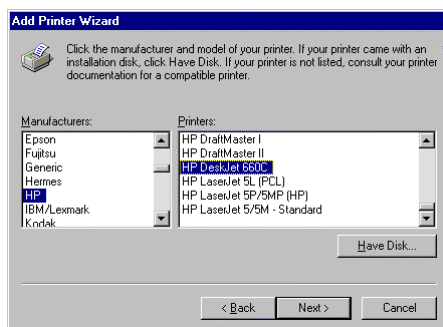 Add Printer Wizard
Click the manufacturer and model of your printer. If your printer came with an
installation disk, click Have Disk. If your printer is not listed, consult your printer
documentation for a compatible printer.
Manufacturers:
Epson
Fujitsu
Generic
Hermes
HP
IBM/Lexmark
Kodak
Printers:
HP DraftMaster I
HP DraftMaster II
HP DeskJet 660C
HP LaserJet 5L (PCL)
HP LaserJet 5P/5MP (HP)
HP LaserJet 5/5M - Standard
Have Disk...
< Back
Next >
Cancel